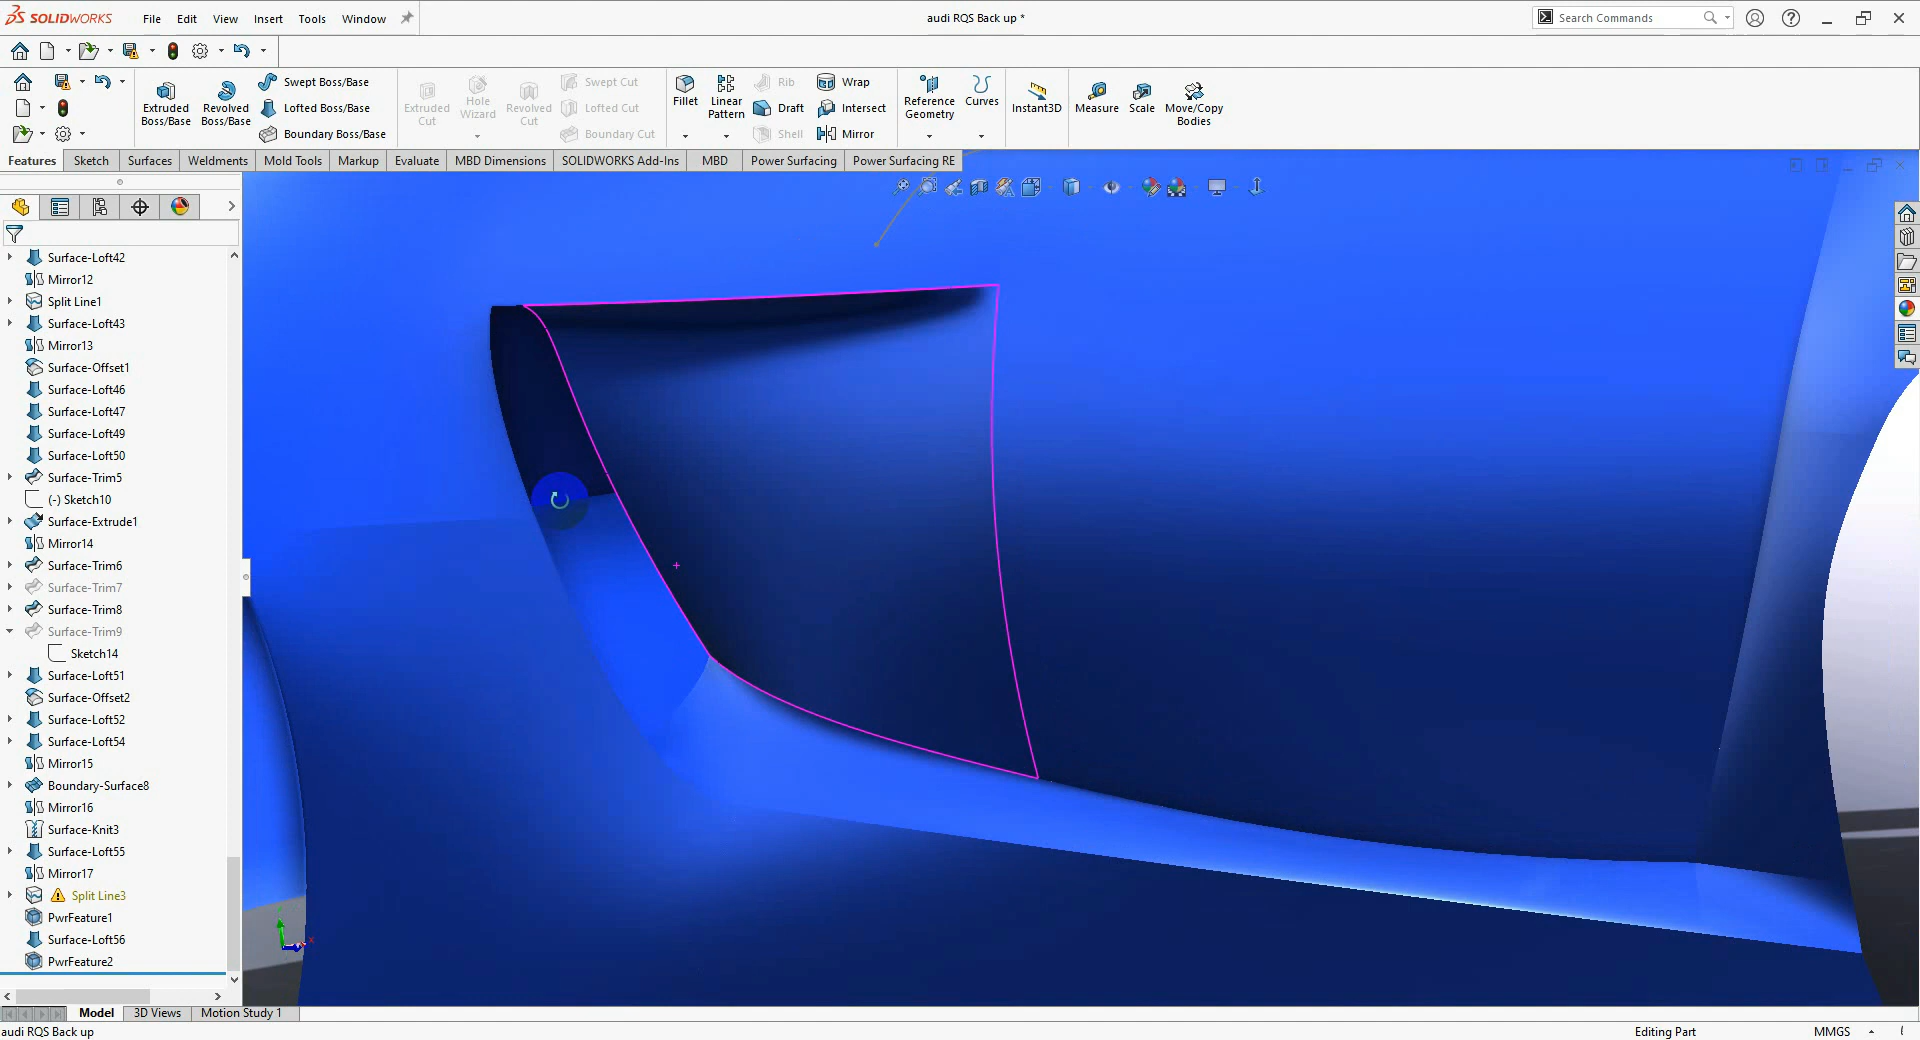 SOLIDWORKS File Edit View Insert Tools Window audi RQS Back up * Search Commands
Extruded Boss/Base
Revolved Boss/Base
Swept Boss/Base
Lofted Boss/Base
Boundary Boss/Base
Extruded Cut
Hole Wizard
Revolved Cut
Swept Cut
Lofted Cut
Boundary Cut
Fillet
Linear Pattern
Rib
Draft
Shell
Wrap
Intersect
Mirror
Reference Geometry
Curves
Instant3D
Measure
Scale
Move/Copy Bodies
Features Sketch Surfaces Weldments Mold Tools Markup Evaluate MBD Dimensions SOLIDWORKS Add-Ins MBD Power Surfacing Power Surfacing RE
Surface-Loft42
Mirror12
Split Line1
Surface-Loft43
Mirror13
Surface-Offset1
Surface-Loft46
Surface-Loft47
Surface-Loft49
Surface-Loft50
Surface-Trim5
(-) Sketch10
Surface-Extrude1
Mirror14
Surface-Trim6
Surface-Trim7
Surface-Trim8
Surface-Trim9
Sketch14
Surface-Loft51
Surface-Offset2
Surface-Loft52
Surface-Loft54
Mirror15
Boundary-Surface8
Mirror16
Surface-Knit3
Surface-Loft55
Mirror17
Split Line3
PwrFeature1
Surface-Loft56
PwrFeature2
x
Model 3D Views Motion Study 1
audi RQS Back up Editing Part MMGS